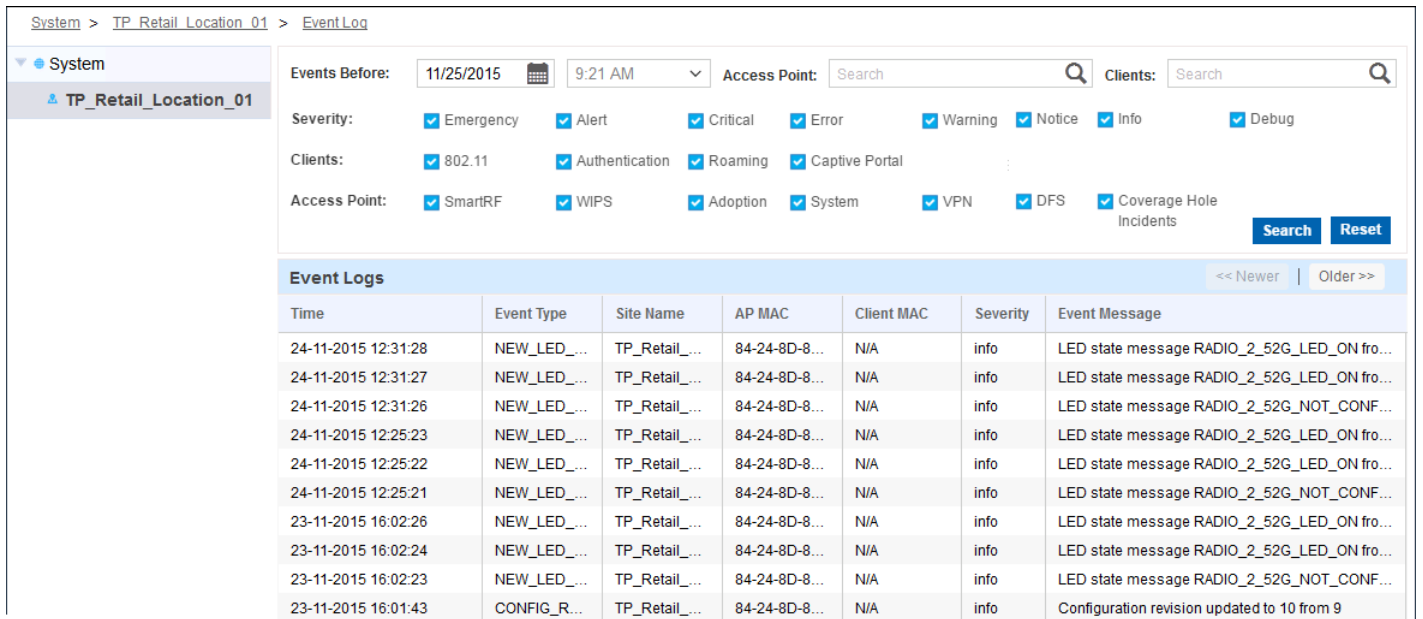 System > TP_Retail_Location_01 > Event Log
System
TP_Retail_Location_01
Events Before: 11/25/2015 9:21 AM Access Point: Search Clients: Search
Severity: Emergency Alert Critical Error Warning Notice Info Debug
Clients: 802.11 Authentication Roaming Captive Portal
Access Point: SmartRF WIPS Adoption System VPN DFS Coverage Hole
Incidents
Search Reset
Event Logs << Newer | Older >>
Time Event Type Site Name AP MAC Client MAC Severity Event Message
24-11-2015 12:31:28 NEW_LED_... TP_Retail_... 84-24-8D-8... N/A info LED state message RADIO_2_52G_LED_ON fro...
24-11-2015 12:31:27 NEW_LED_... TP_Retail_... 84-24-8D-8... N/A info LED state message RADIO_2_52G_LED_ON fro...
24-11-2015 12:31:26 NEW_LED_... TP_Retail_... 84-24-8D-8... N/A info LED state message RADIO_2_52G_NOT_CONF...
24-11-2015 12:25:23 NEW_LED_... TP_Retail_... 84-24-8D-8... N/A info LED state message RADIO_2_52G_LED_ON fro...
24-11-2015 12:25:22 NEW_LED_... TP_Retail_... 84-24-8D-8... N/A info LED state message RADIO_2_52G_LED_ON fro...
24-11-2015 12:25:21 NEW_LED_... TP_Retail_... 84-24-8D-8... N/A info LED state message RADIO_2_52G_NOT_CONF...
23-11-2015 16:02:26 NEW_LED_... TP_Retail_... 84-24-8D-8... N/A info LED state message RADIO_2_52G_LED_ON fro...
23-11-2015 16:02:24 NEW_LED_... TP_Retail_... 84-24-8D-8... N/A info LED state message RADIO_2_52G_LED_ON fro...
23-11-2015 16:02:23 NEW_LED_... TP_Retail_... 84-24-8D-8... N/A info LED state message RADIO_2_52G_NOT_CONF...
23-11-2015 16:01:43 CONFIG_R... TP_Retail_... 84-24-8D-8... N/A info Configuration revision updated to 10 from 9